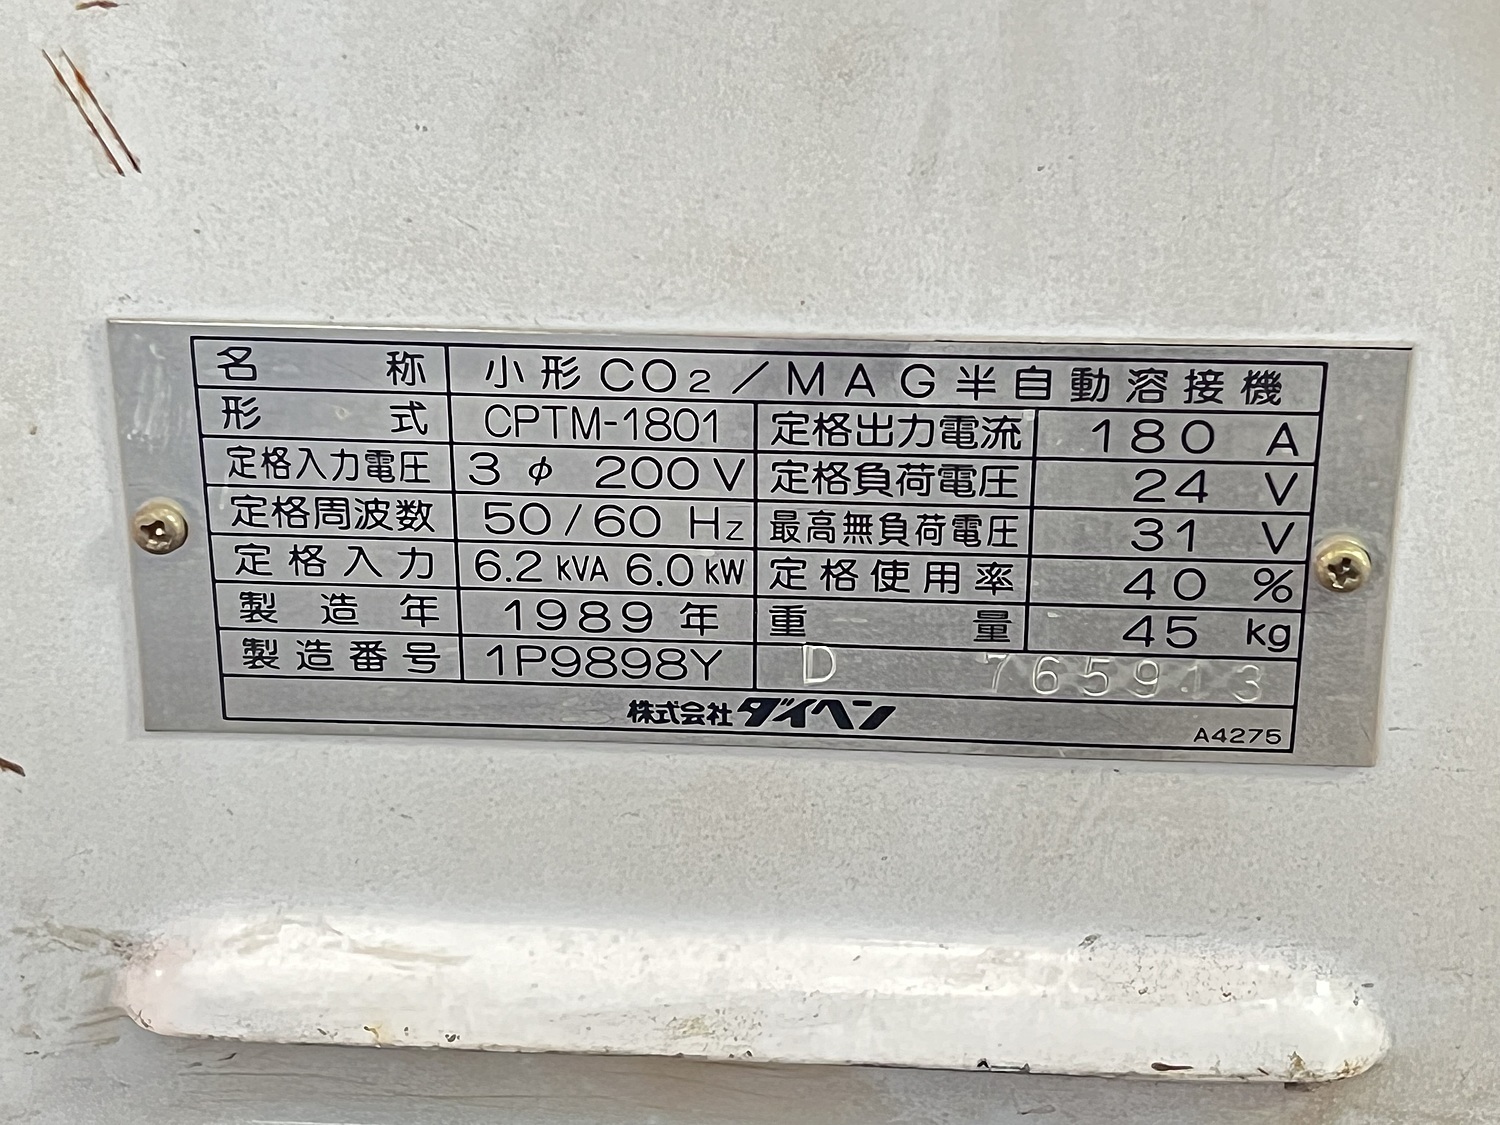 名称 小形CO2／MAG半自動溶接機
形式 CPTM-1801 定格出力電流 180 A
定格入力電圧 3φ 200V 定格負荷電圧 24 V
定格周波数 50/60 Hz 最高無負荷電圧 31 V
定格入力 6.2 kVA 6.0 kW 定格使用率 40 %
製造年 1989年 重量 45 kg
製造番号 1P9898Y D 765913
株式会社ダイヘン
A4275